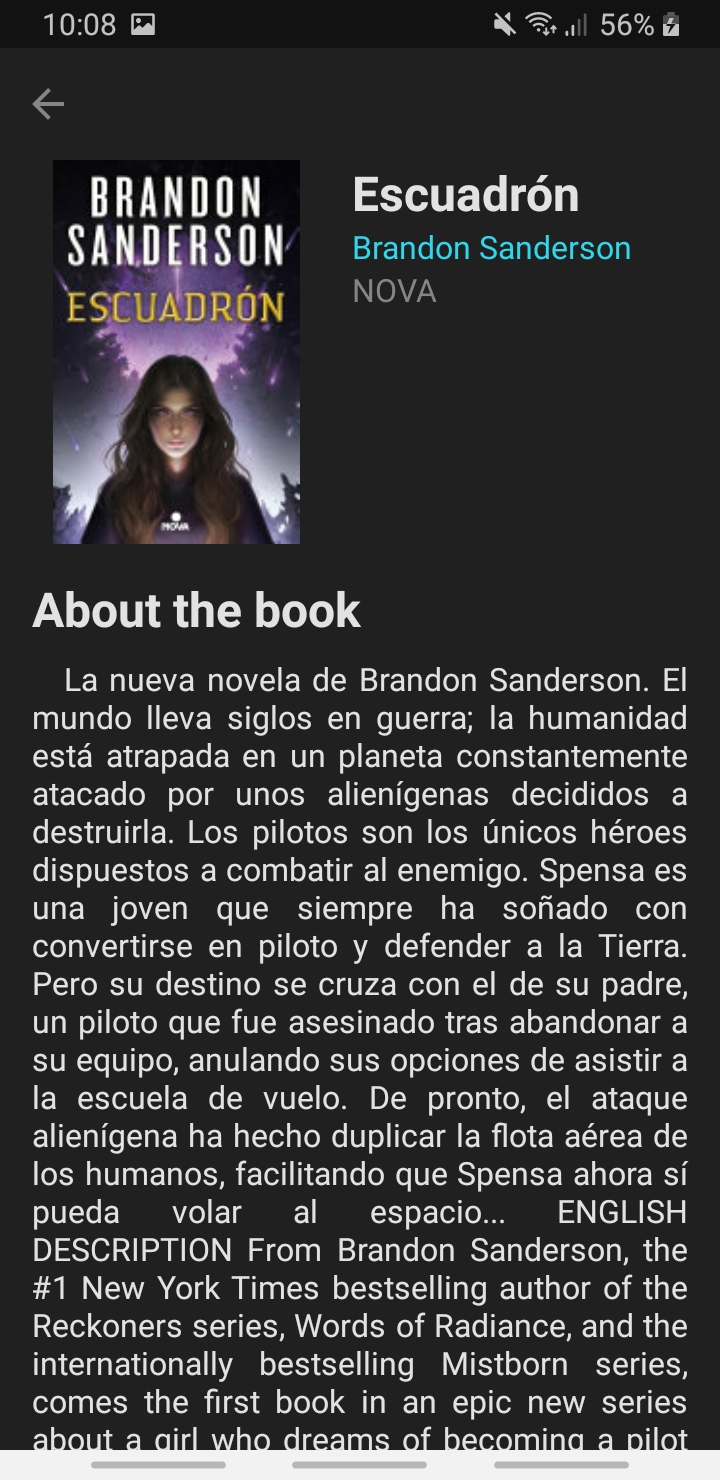 10:08
56%
BRANDON
SANDERSON
ESCUADRÓN
NOVA
Escuadrón
Brandon Sanderson
NOVA
About the book
La nueva novela de Brandon Sanderson. El
mundo lleva siglos en guerra; la humanidad
está atrapada en un planeta constantemente
atacado por unos alienígenas decididos a
destruirla. Los pilotos son los únicos héroes
dispuestos a combatir al enemigo. Spensa es
una joven que siempre ha soñado con
convertirse en piloto y defender a la Tierra.
Pero su destino se cruza con el de su padre,
un piloto que fue asesinado tras abandonar a
su equipo, anulando sus opciones de asistir a
la escuela de vuelo. De pronto, el ataque
alienígena ha hecho duplicar la flota aérea de
los humanos, facilitando que Spensa ahora sí
pueda volar al espacio... ENGLISH
DESCRIPTION From Brandon Sanderson, the
#1 New York Times bestselling author of the
Reckoners series, Words of Radiance, and the
internationally bestselling Mistborn series,
comes the first book in an epic new series
about a girl who dreams of becoming a pilot